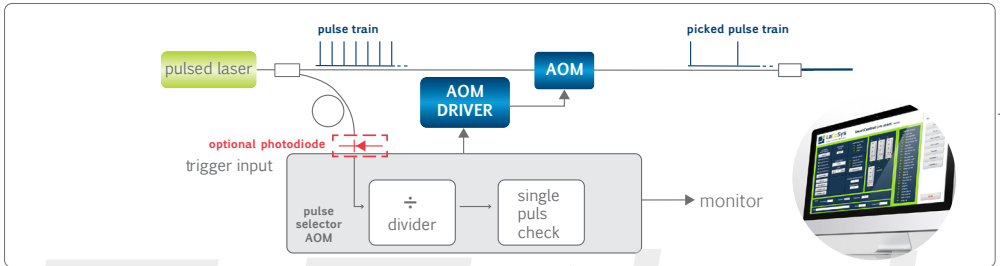 pulse train
picked pulse train
pulsed laser
AOM
AOM
DRIVER
optional photodiode
trigger input
÷
divider
single
puls
check
pulse
selector
AOM
monitor